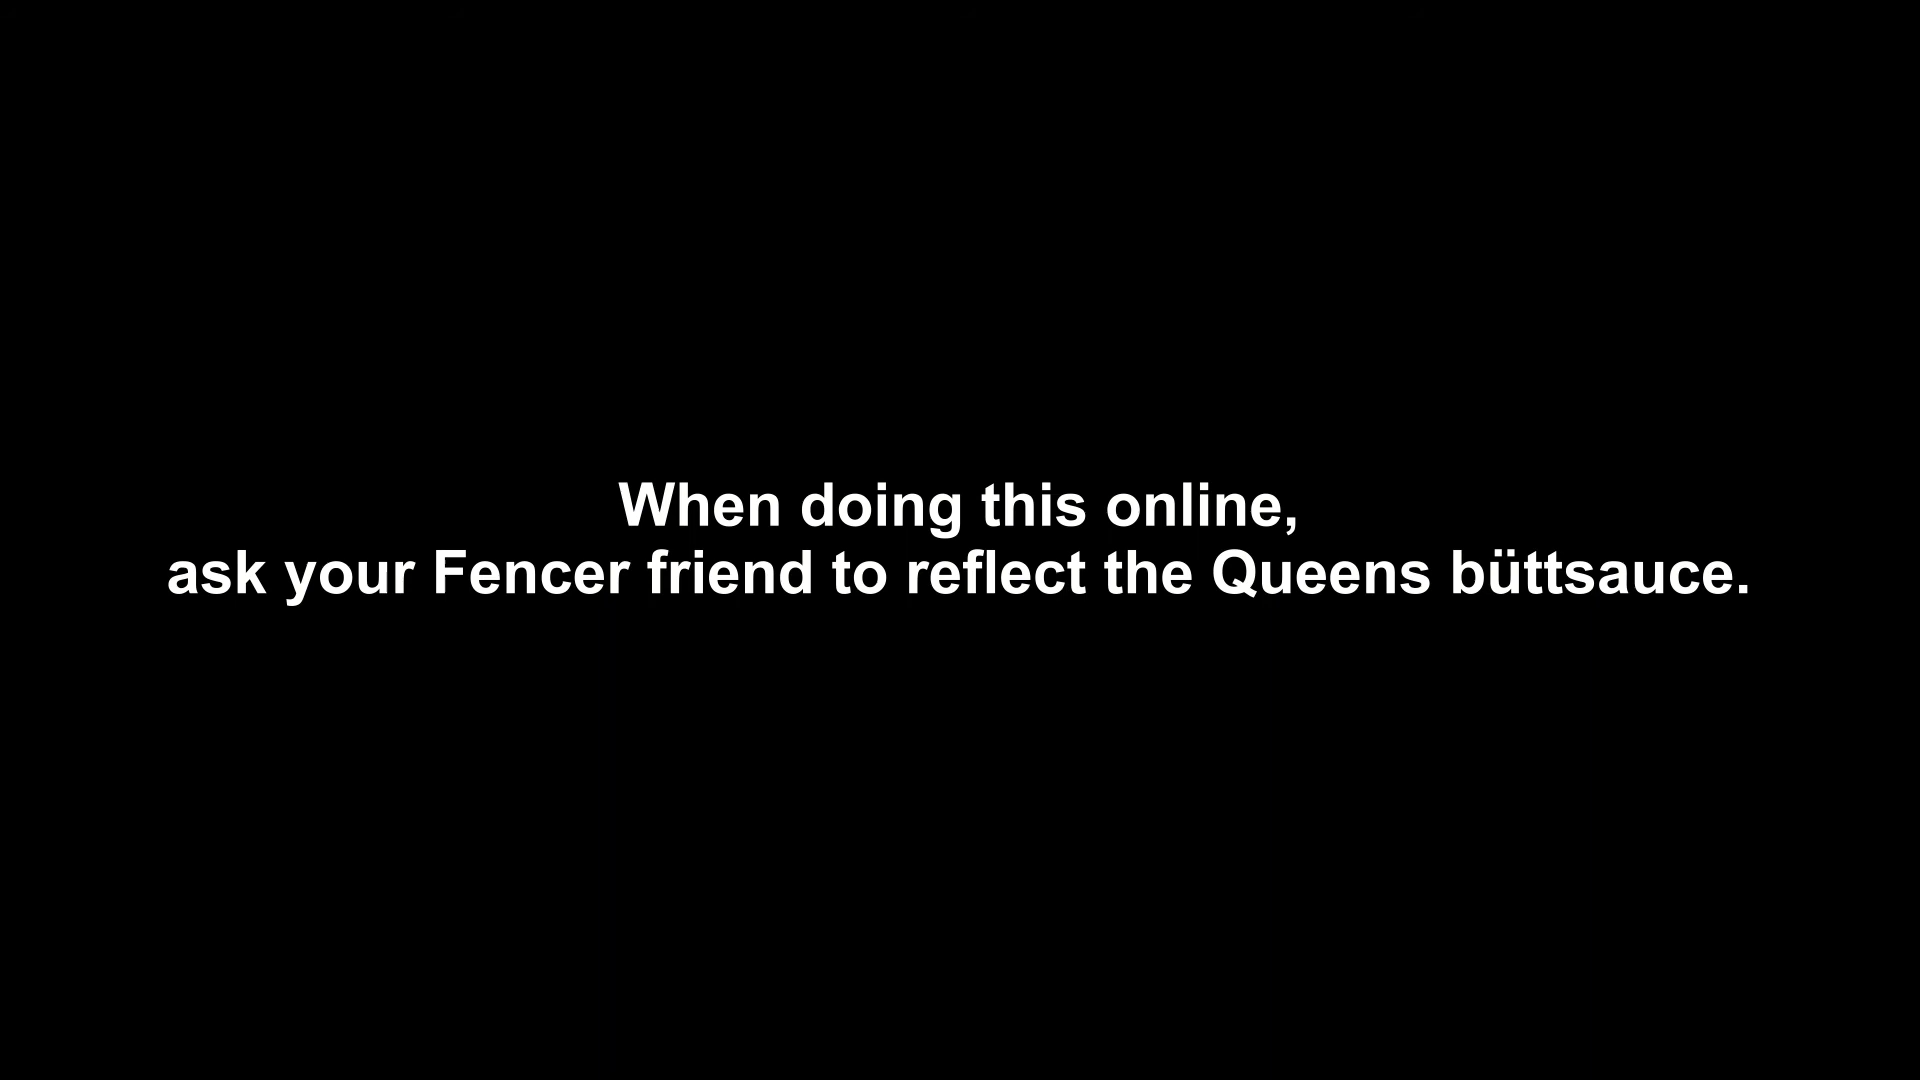 When doing this online,
ask your Fencer friend to reflect the Queens büttsauce.